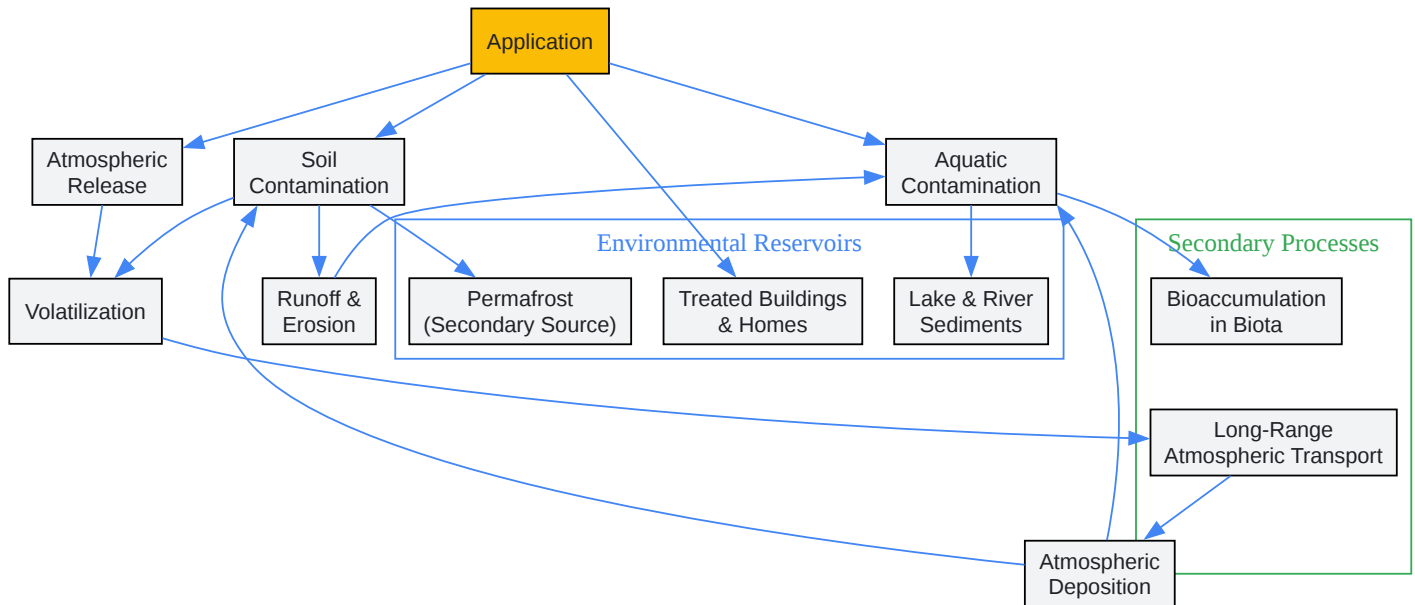 Application
Atmospheric
Release
Soil
Contamination
Aquatic
Contamination
Environmental Reservoirs
Secondary Processes
Volatilization
Runoff &
Erosion
Permafrost
(Secondary Source)
Treated Buildings
& Homes
Lake & River
Sediments
Bioaccumulation
in Biota
Long-Range
Atmospheric Transport
Atmospheric
Deposition